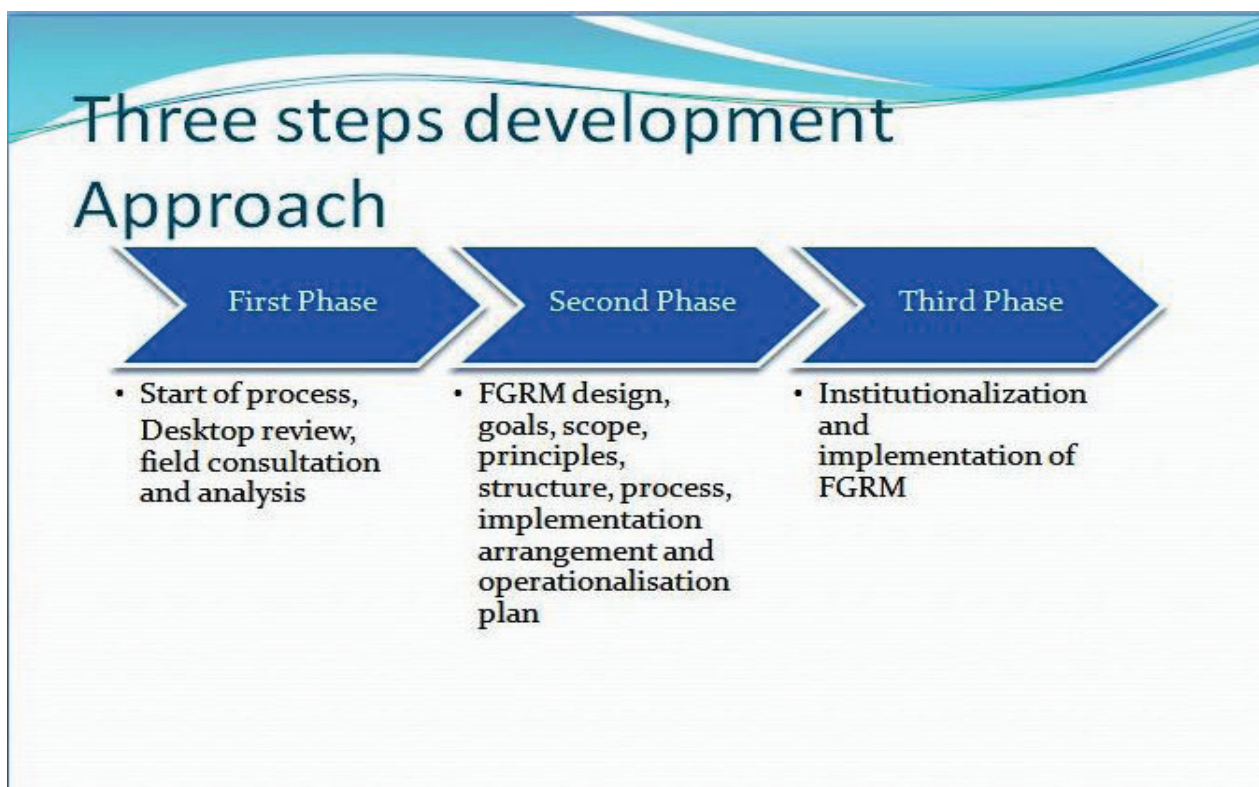 Three steps development
Approach
First Phase
• Start of process,
Desktop review,
field consultation
and analysis
Second Phase
• FGRM design,
goals, scope,
principles,
structure, process,
implementation
arrangement and
operationalisation
plan
Third Phase
• Institutionalization
and
implementation of
FGRM